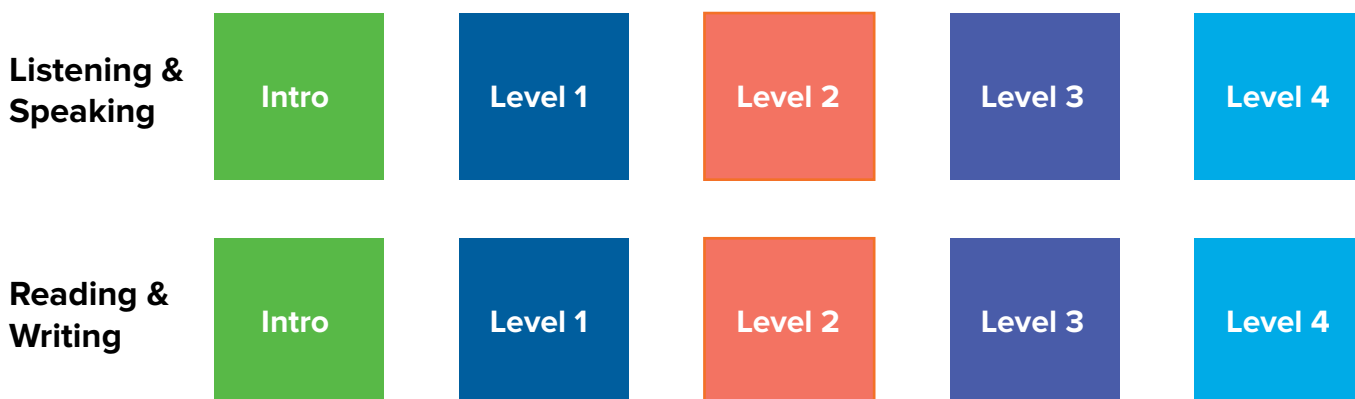 Listening &
Speaking
Intro
Level 1
Level 2
Level 3
Level 4
Reading &
Writing
Intro
Level 1
Level 2
Level 3
Level 4